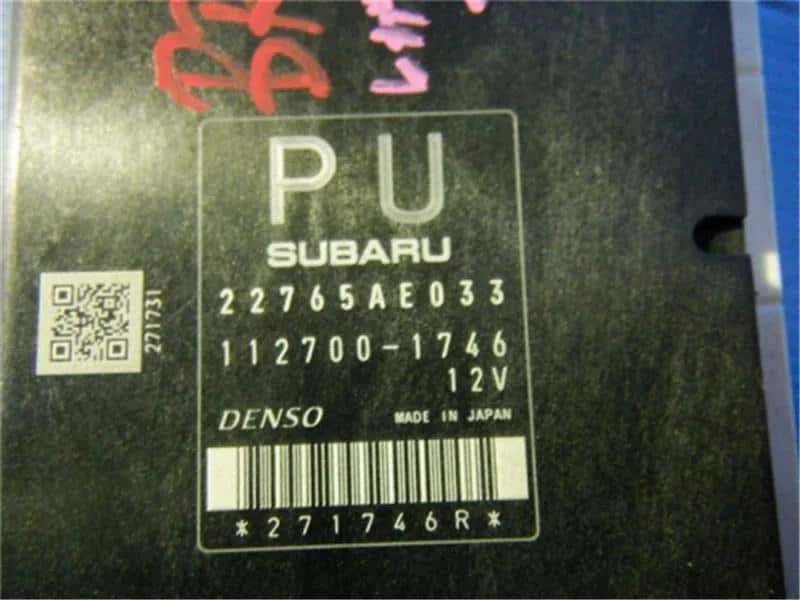 PU
SUBARU
22765AE033
112700-1746
12V
DENSO MADE IN JAPAN
*271746R*
271731